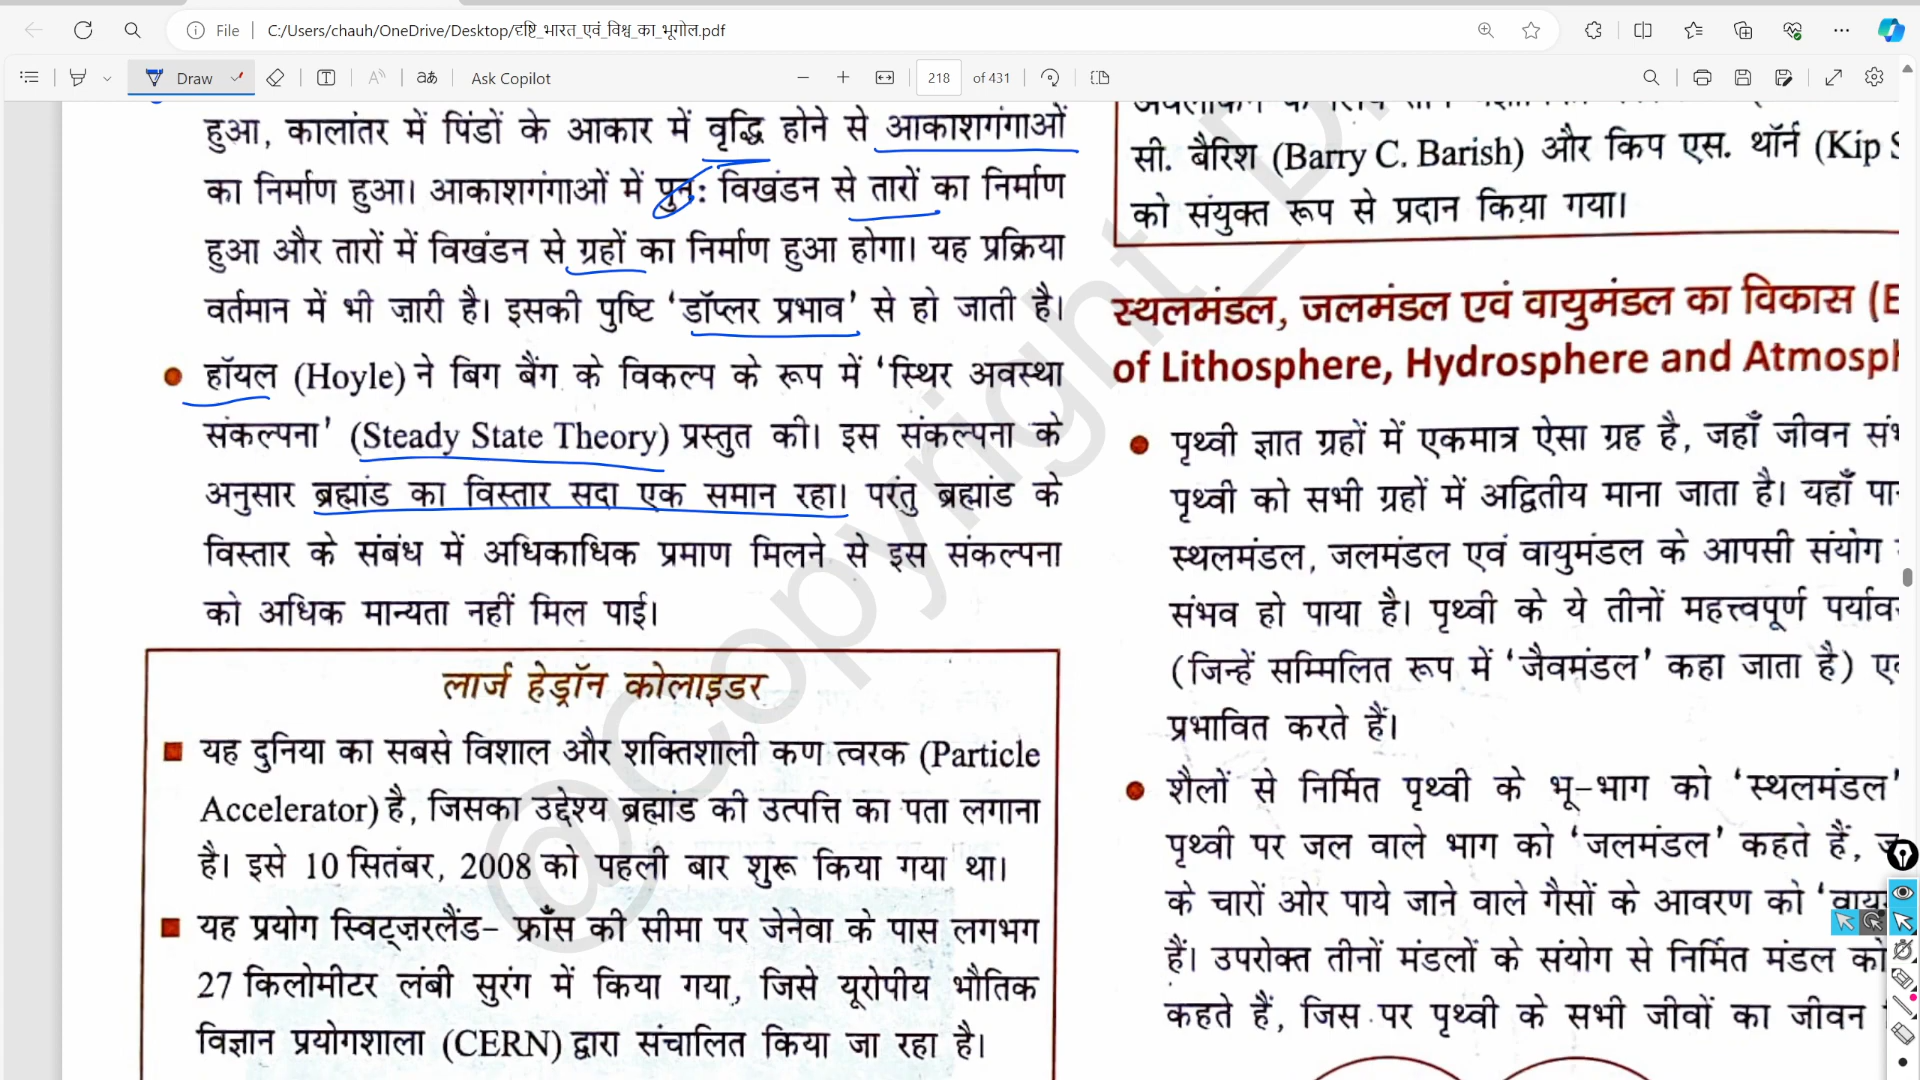 File
C:/Users/chauh/OneDrive/Desktop/दृष्टि_भारत_एवं_विश्व_का_भूगोल.pdf
Draw
aあ
Ask Copilot
218 of 431
हुआ, कालांतर में पिंडों के आकार में वृद्धि होने से आकाशगंगाओं
का निर्माण हुआ। आकाशगंगाओं में पुन: विखंडन से तारों का निर्माण
हुआ और तारों में विखंडन से ग्रहों का निर्माण हुआ होगा। यह प्रक्रिया
वर्तमान में भी ज़ारी है। इसकी पुष्टि ‘डॉप्लर प्रभाव’ से हो जाती है।
हॉयल (Hoyle) ने बिग बैंग के विकल्प के रूप में ‘स्थिर अवस्था
संकल्पना’ (Steady State Theory) प्रस्तुत की। इस संकल्पना के
अनुसार ब्रह्मांड का विस्तार सदा एक समान रहा। परंतु ब्रह्मांड के
विस्तार के संबंध में अधिकाधिक प्रमाण मिलने से इस संकल्पना
को अधिक मान्यता नहीं मिल पाई।
लार्ज हेड्रॉन कोलाइडर
यह दुनिया का सबसे विशाल और शक्तिशाली कण त्वरक (Particle
Accelerator) है, जिसका उद्देश्य ब्रह्मांड की उत्पत्ति का पता लगाना
है। इसे 10 सितंबर, 2008 को पहली बार शुरू किया गया था।
यह प्रयोग स्विट्ज़रलैंड- फ्राँस की सीमा पर जेनेवा के पास लगभग
27 किलोमीटर लंबी सुरंग में किया गया, जिसे यूरोपीय भौतिक
विज्ञान प्रयोगशाला (CERN) द्वारा संचालित किया जा रहा है।
सी. बैरिश (Barry C. Barish) और किप एस. थॉर्न (Kip S
को संयुक्त रूप से प्रदान किया गया।
स्थलमंडल, जलमंडल एवं वायुमंडल का विकास (E
of Lithosphere, Hydrosphere and Atmosph
पृथ्वी ज्ञात ग्रहों में एकमात्र ऐसा ग्रह है, जहाँ जीवन संभ
पृथ्वी को सभी ग्रहों में अद्वितीय माना जाता है। यहाँ पा
स्थलमंडल, जलमंडल एवं वायुमंडल के आपसी संयोग
संभव हो पाया है। पृथ्वी के ये तीनों महत्त्वपूर्ण पर्याव
(जिन्हें सम्मिलित रूप में ‘जैवमंडल’ कहा जाता है) ए
प्रभावित करते हैं।
शैलों से निर्मित पृथ्वी के भू-भाग को ‘स्थलमंडल’
पृथ्वी पर जल वाले भाग को ‘जलमंडल’ कहते हैं, ज
के चारों ओर पाये जाने वाले गैसों के आवरण को ‘वायु
हैं। उपरोक्त तीनों मंडलों के संयोग से निर्मित मंडल को
कहते हैं, जिस पर पृथ्वी के सभी जीवों का जीवन
@Copyright_D